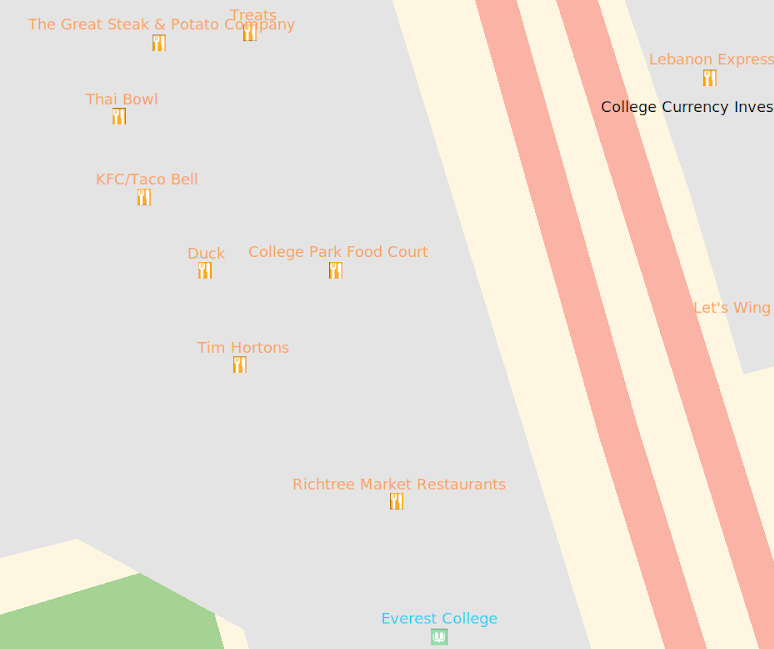 Treats
The Great Steak & Potato Company
Lebanon Express
Thai Bowl
College Currency Inves
KFC/Taco Bell
Duck
College Park Food Court
Let's Wing
Tim Hortons
Richtree Market Restaurants
Everest College